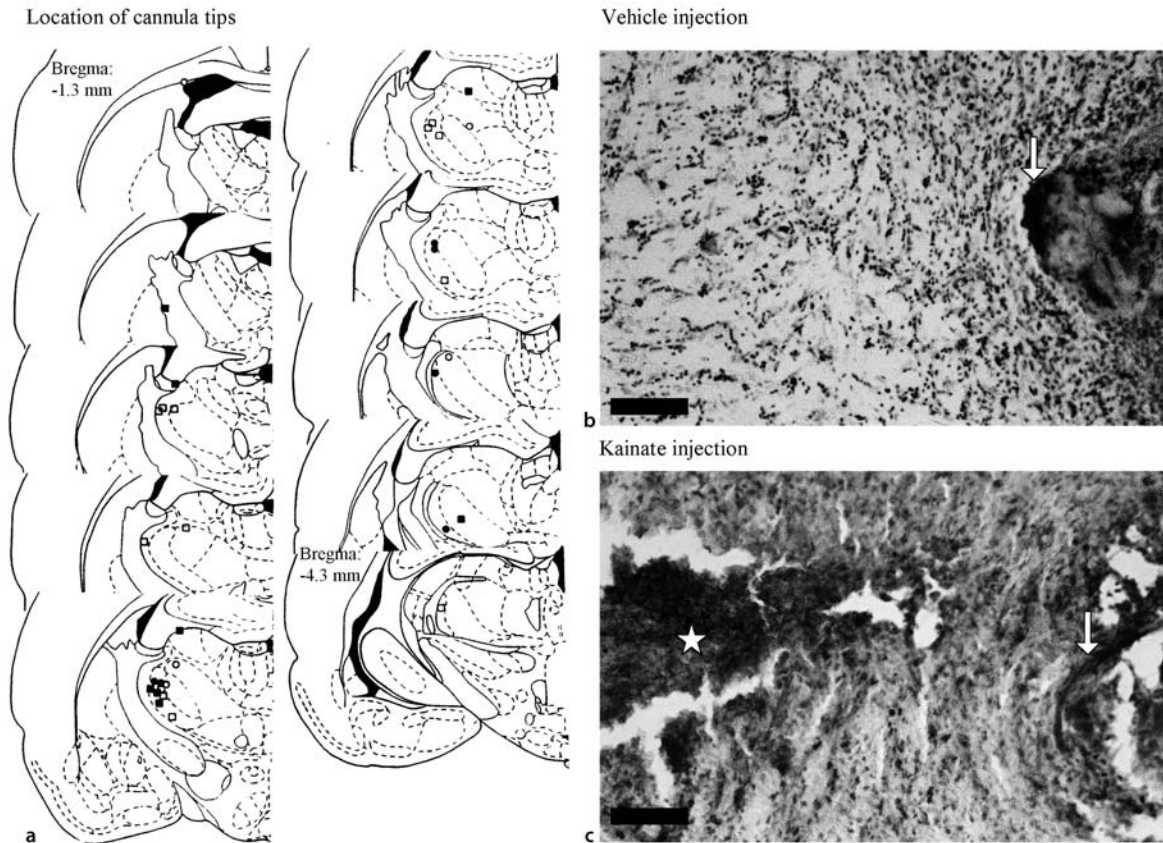 Location of cannula tips
Bregma:
-1.3 mm
Bregma:
-4.3 mm
a
Vehicle injection
b
Kainate injection
c